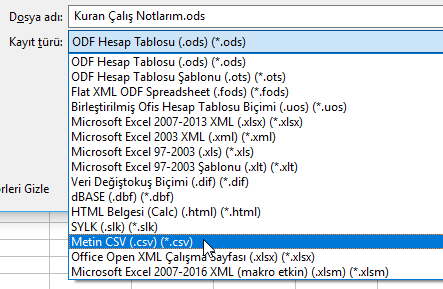 Dosya adı: Kuran Çalış Notlarım.ods
Kayıt türü: ODF Hesap Tablosu (.ods) (*.ods)
ODF Hesap Tablosu (.ods) (*.ods)
ODF Hesap Tablosu Şablonu (.ots) (*.ots)
Flat XML ODF Spreadsheet (.fods) (*.fods)
Birleştirilmiş Ofis Hesap Tablosu Biçimi (.uos) (*.uos)
Microsoft Excel 2007-2013 XML (.xlsx) (*.xlsx)
Microsoft Excel 2003 XML (.xml) (*.xml)
Microsoft Excel 97-2003 (.xls) (*.xls)
Microsoft Excel 97-2003 Şablonu (.xlt) (*.xlt)
Veri Değiştokuş Biçimi (.dif) (*.dif)
dBASE (.dbf) (*.dbf)
HTML Belgesi (Calc) (.html) (*.html)
SYLK (.slk) (*.slk)
Metin CSV (.csv) (*.csv)
Office Open XML Çalışma Sayfası (.xlsx) (*.xlsx)
Microsoft Excel 2007-2016 XML (makro etkin) (.xlsm) (*.xlsm)
örleri Gizle